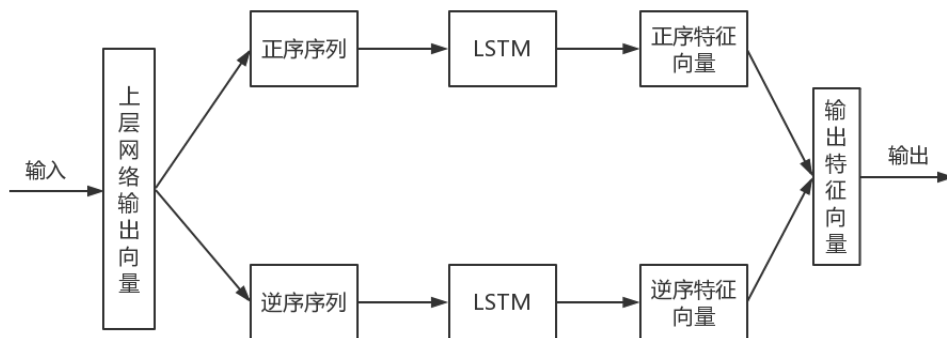 输入
上层网络输出向量
正序序列
LSTM
正序特征
向量
逆序序列
LSTM
逆序特征
向量
输出特征向量
输出